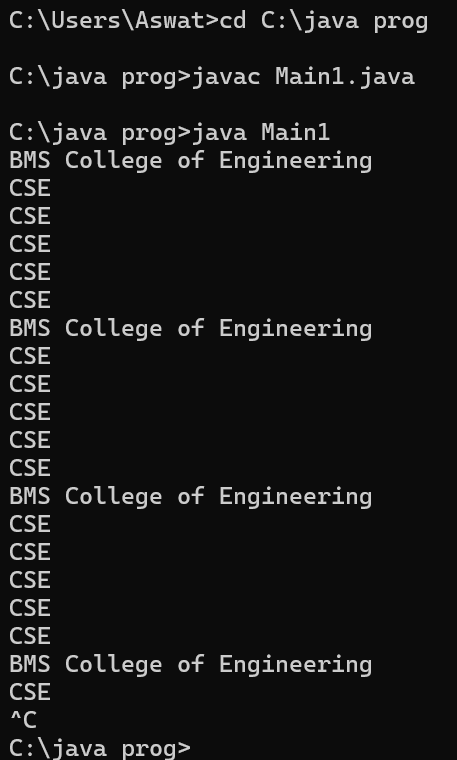 C:\Users\Aswat>cd C:\java prog
C:\java prog>javac Main1.java
C:\java prog>java Main1
BMS College of Engineering
CSE
CSE
CSE
CSE
CSE
BMS College of Engineering
CSE
CSE
CSE
CSE
CSE
BMS College of Engineering
CSE
CSE
CSE
CSE
CSE
BMS College of Engineering
CSE
^C
C:\java prog>